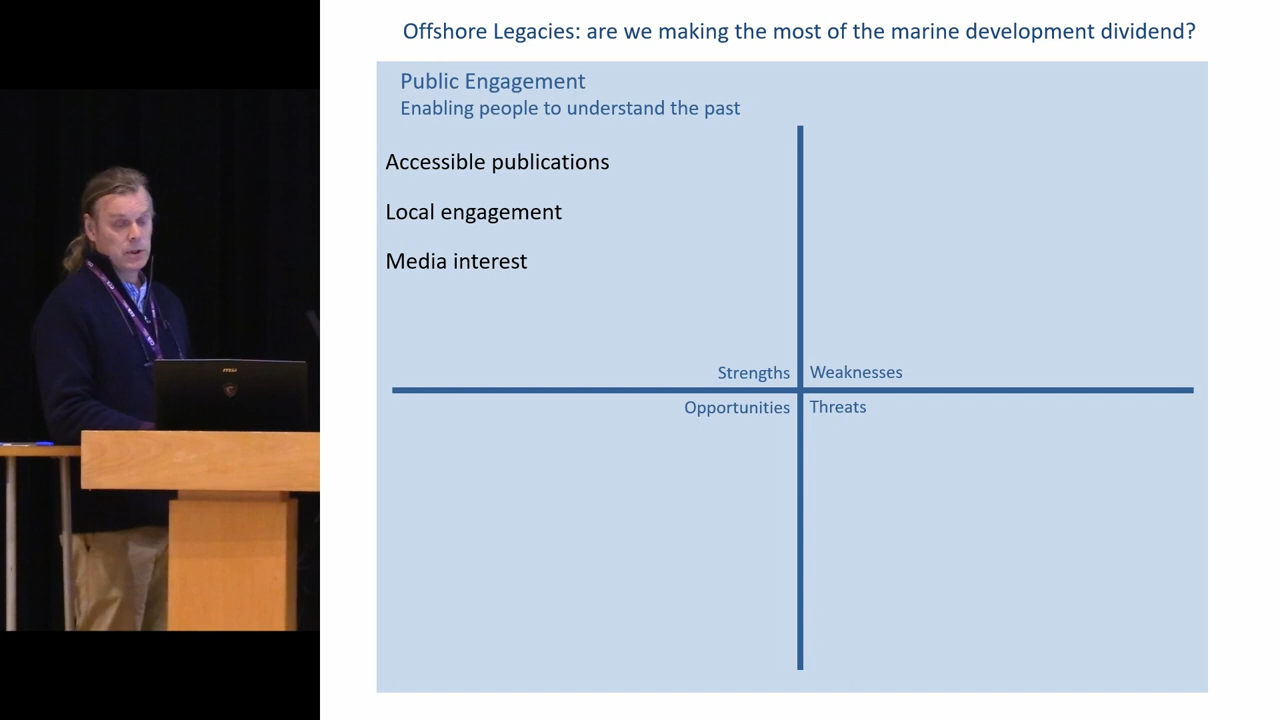 Offshore Legacies: are we making the most of the marine development dividend?
Public Engagement
Enabling people to understand the past
Accessible publications
Local engagement
Media interest
Strengths
Weaknesses
Opportunities
Threats
msi